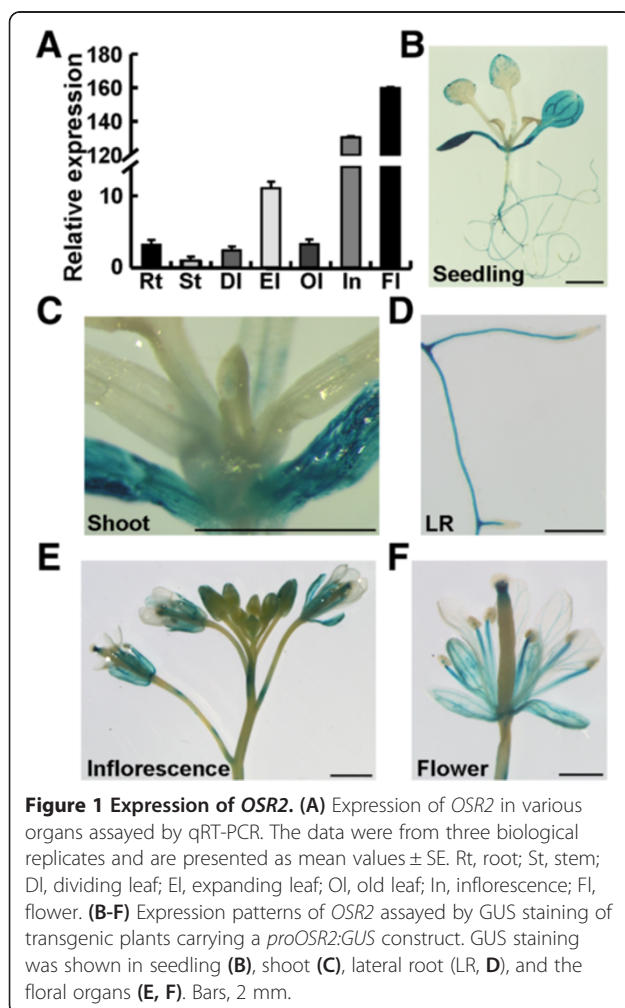 A
Relative expression
180
160
140
120
10
0
Rt St Dl El Ol In Fl
B
Seedling
C
Shoot
D
LR
E
Inflorescence
F
Flower
Figure 1 Expression of OSR2. (A) Expression of OSR2 in various
organs assayed by qRT-PCR. The data were from three biological
replicates and are presented as mean values ± SE. Rt, root; St, stem;
Dl, dividing leaf; El, expanding leaf; Ol, old leaf; In, inflorescence; Fl,
flower. (B-F) Expression patterns of OSR2 assayed by GUS staining of
transgenic plants carrying a proOSR2:GUS construct. GUS staining
was shown in seedling (B), shoot (C), lateral root (LR, D), and the
floral organs (E, F). Bars, 2 mm.